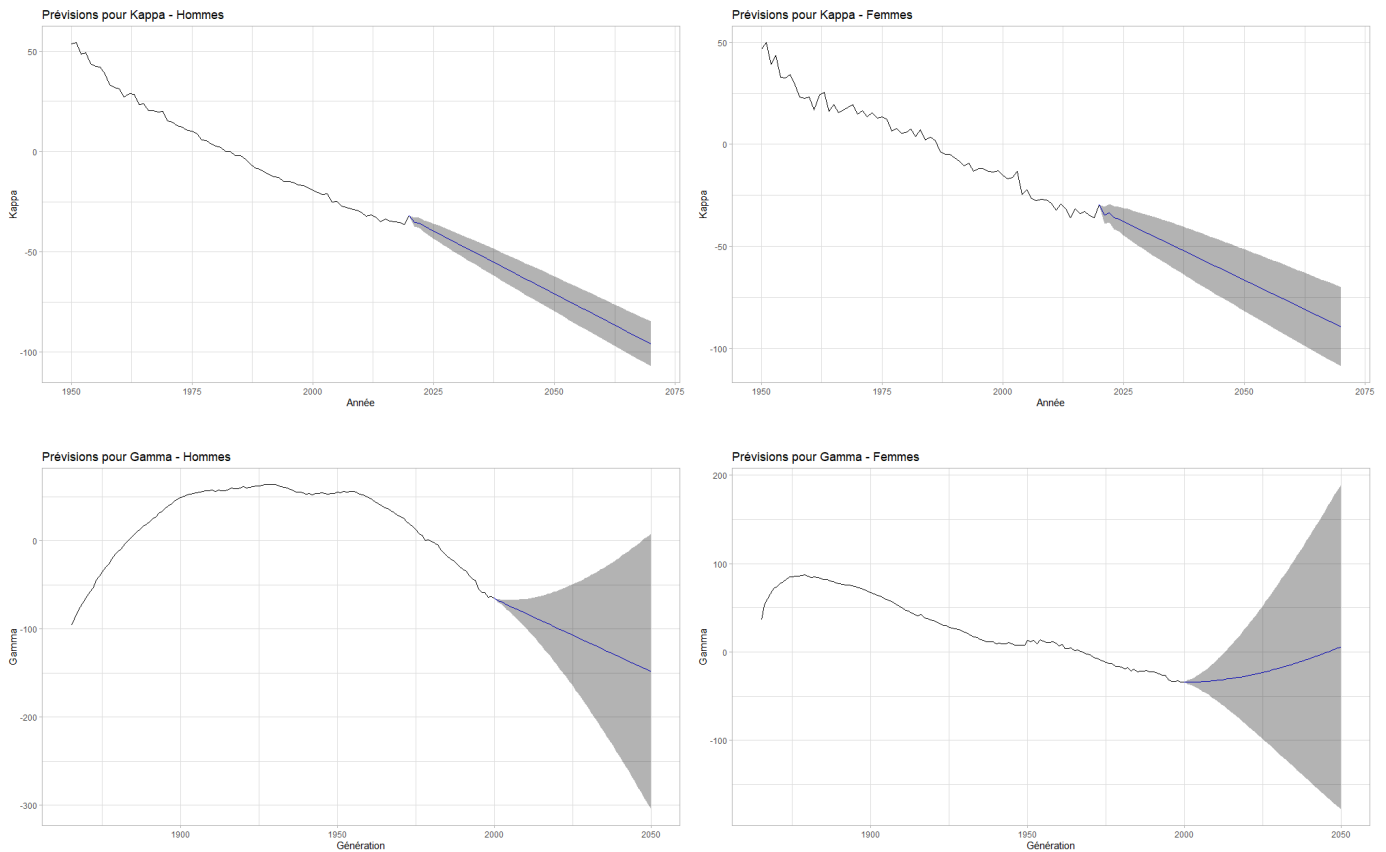 Prévisions pour Kappa - Hommes
50
0
-50
-100
Kappa
1950 1975 2000 2025 2050 2075
Année
Prévisions pour Kappa - Femmes
50
0
-50
-100
Kappa
1950 1975 2000 2025 2050 2075
Année
Prévisions pour Gamma - Hommes
0
-100
-200
-300
Gamma
1900 1950 2000 2050
Génération
Prévisions pour Gamma - Femmes
200
100
0
-100
Gamma
1900 1950 2000 2050
Génération